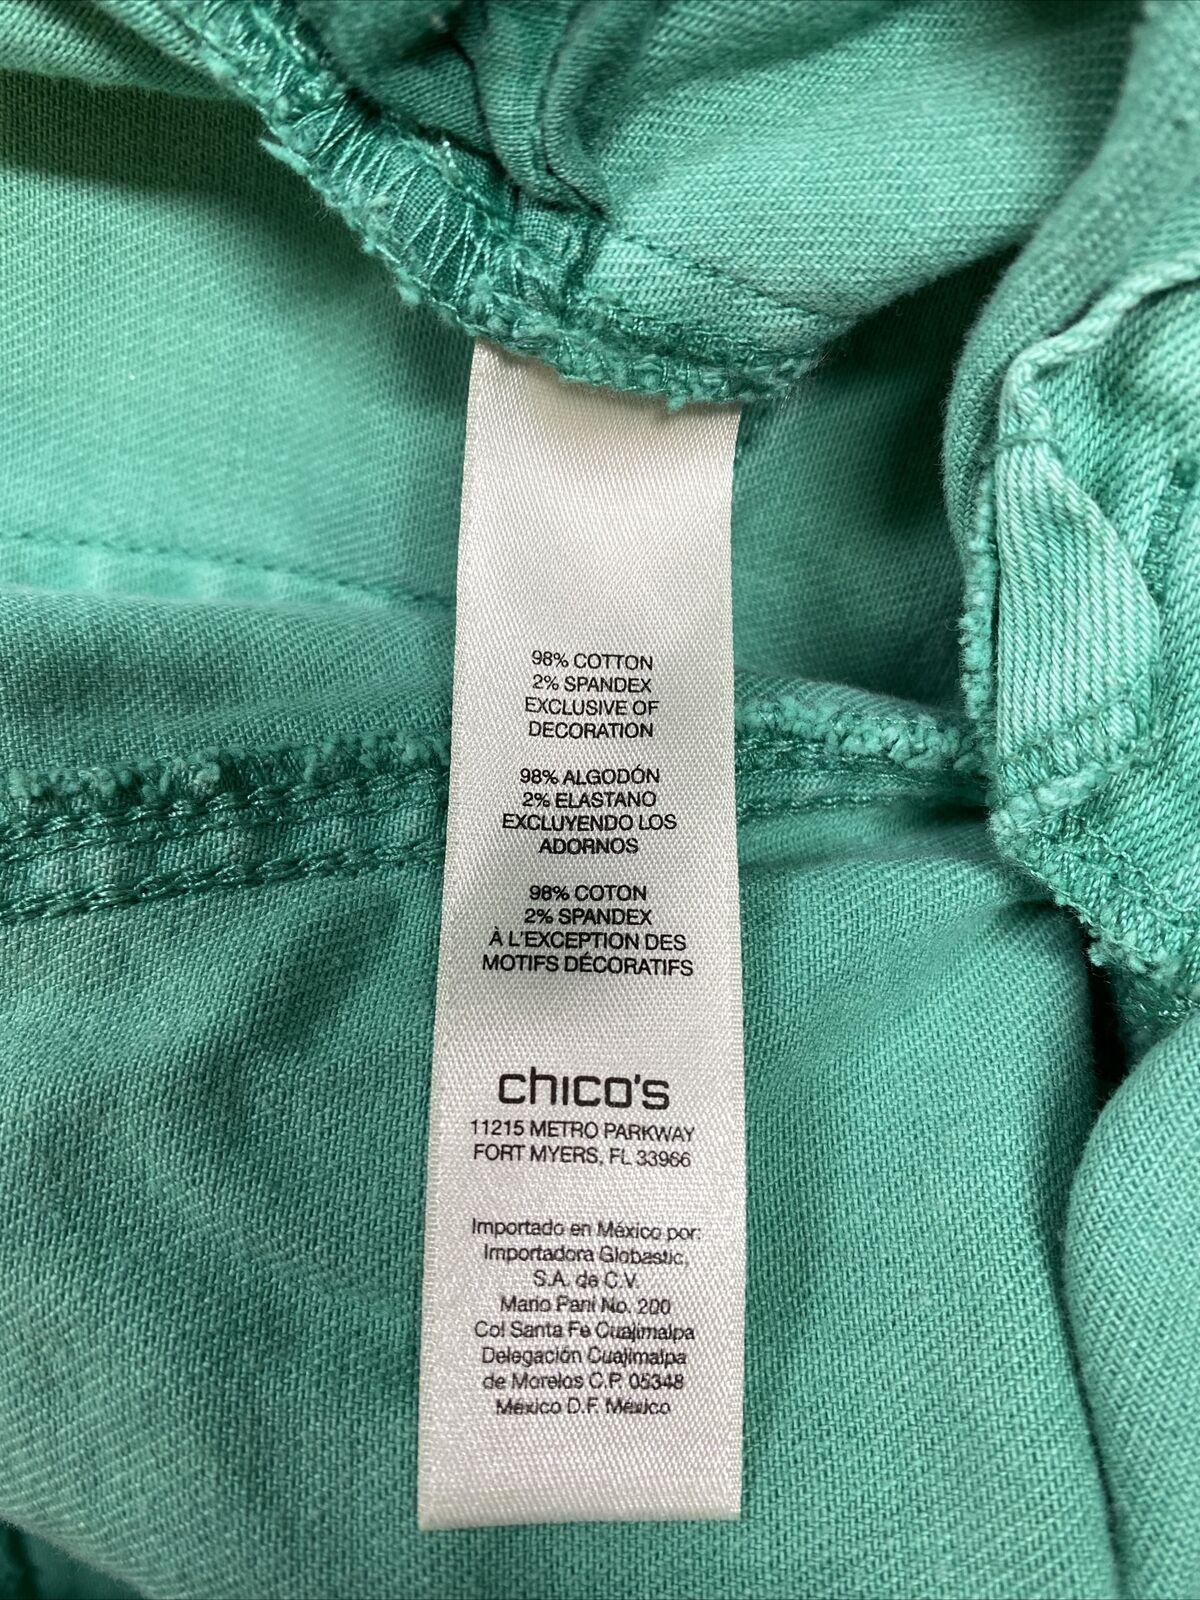 98% COTTON
2% SPANDEX
EXCLUSIVE OF
DECORATION
98% ALGODÓN
2% ELASTANO
EXCLUYENDO LOS
ADORNOS
98% COTON
2% SPANDEX
À L'EXCEPTION DES
MOTIFS DÉCORATIFS
chico's
11215 METRO PARKWAY
FORT MYERS, FL 33966
Importado en México por:
Importadora Globastic,
S.A. de C.V.
Mario Pani No. 200
Col Santa Fe Cuajimalpa
Delegación Cuajimalpa
de Morelos C.P. 05348
México D.F. México